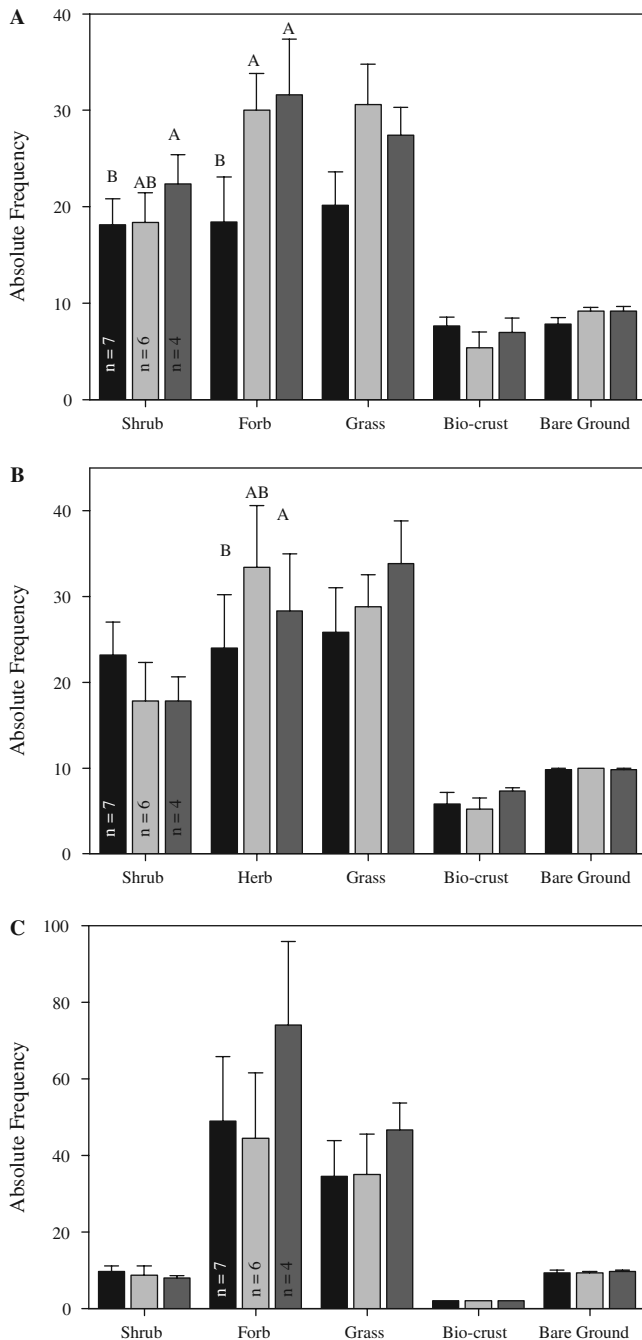 A
Absolute Frequency
40
30
20
10
0
B
AB
A
B
A
A
n = 7
n = 6
n = 4
Shrub
Forb
Grass
Bio-crust
Bare Ground
B
Absolute Frequency
40
30
20
10
0
B
AB
A
n = 7
n = 6
n = 4
Shrub
Herb
Grass
Bio-crust
Bare Ground
C
Absolute Frequency
100
80
60
40
20
0
n = 7
n = 6
n = 4
Shrub
Forb
Grass
Bio-crust
Bare Ground